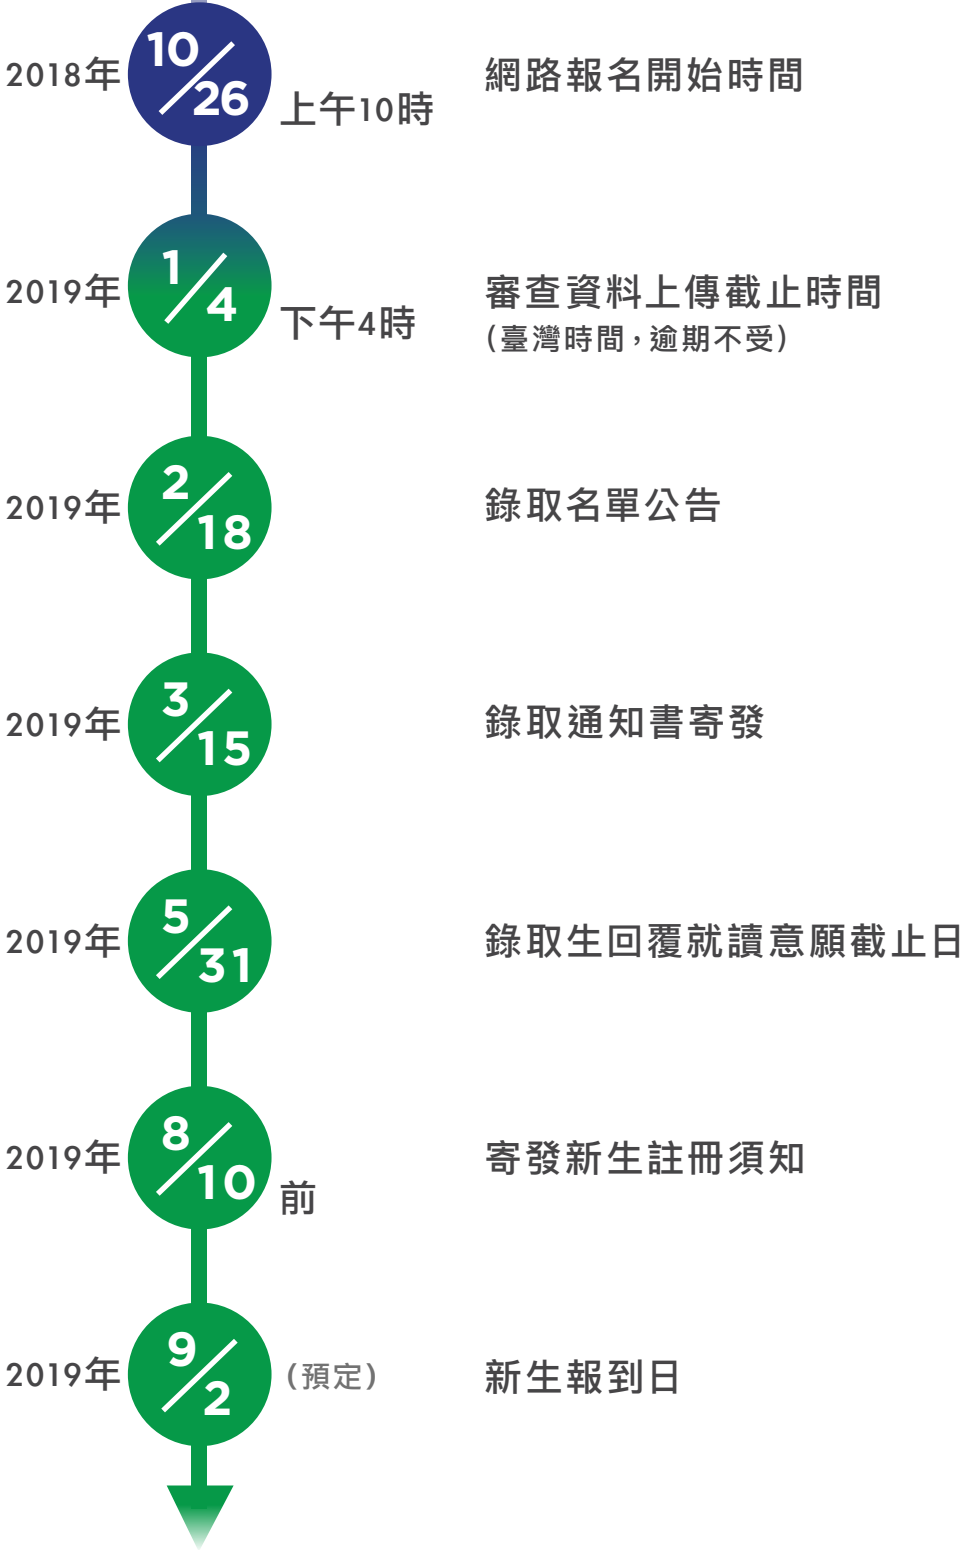 2018年 10/26 上午10時 網路報名開始時間
2019年 1/4 下午4時 審查資料上傳截止時間
(臺灣時間，逾期不受)
2019年 2/18 錄取名單公告
2019年 3/15 錄取通知書寄發
2019年 5/31 錄取生回覆就讀意願截止日
2019年 8/10 前 寄發新生註冊須知
2019年 9/2 (預定) 新生報到日